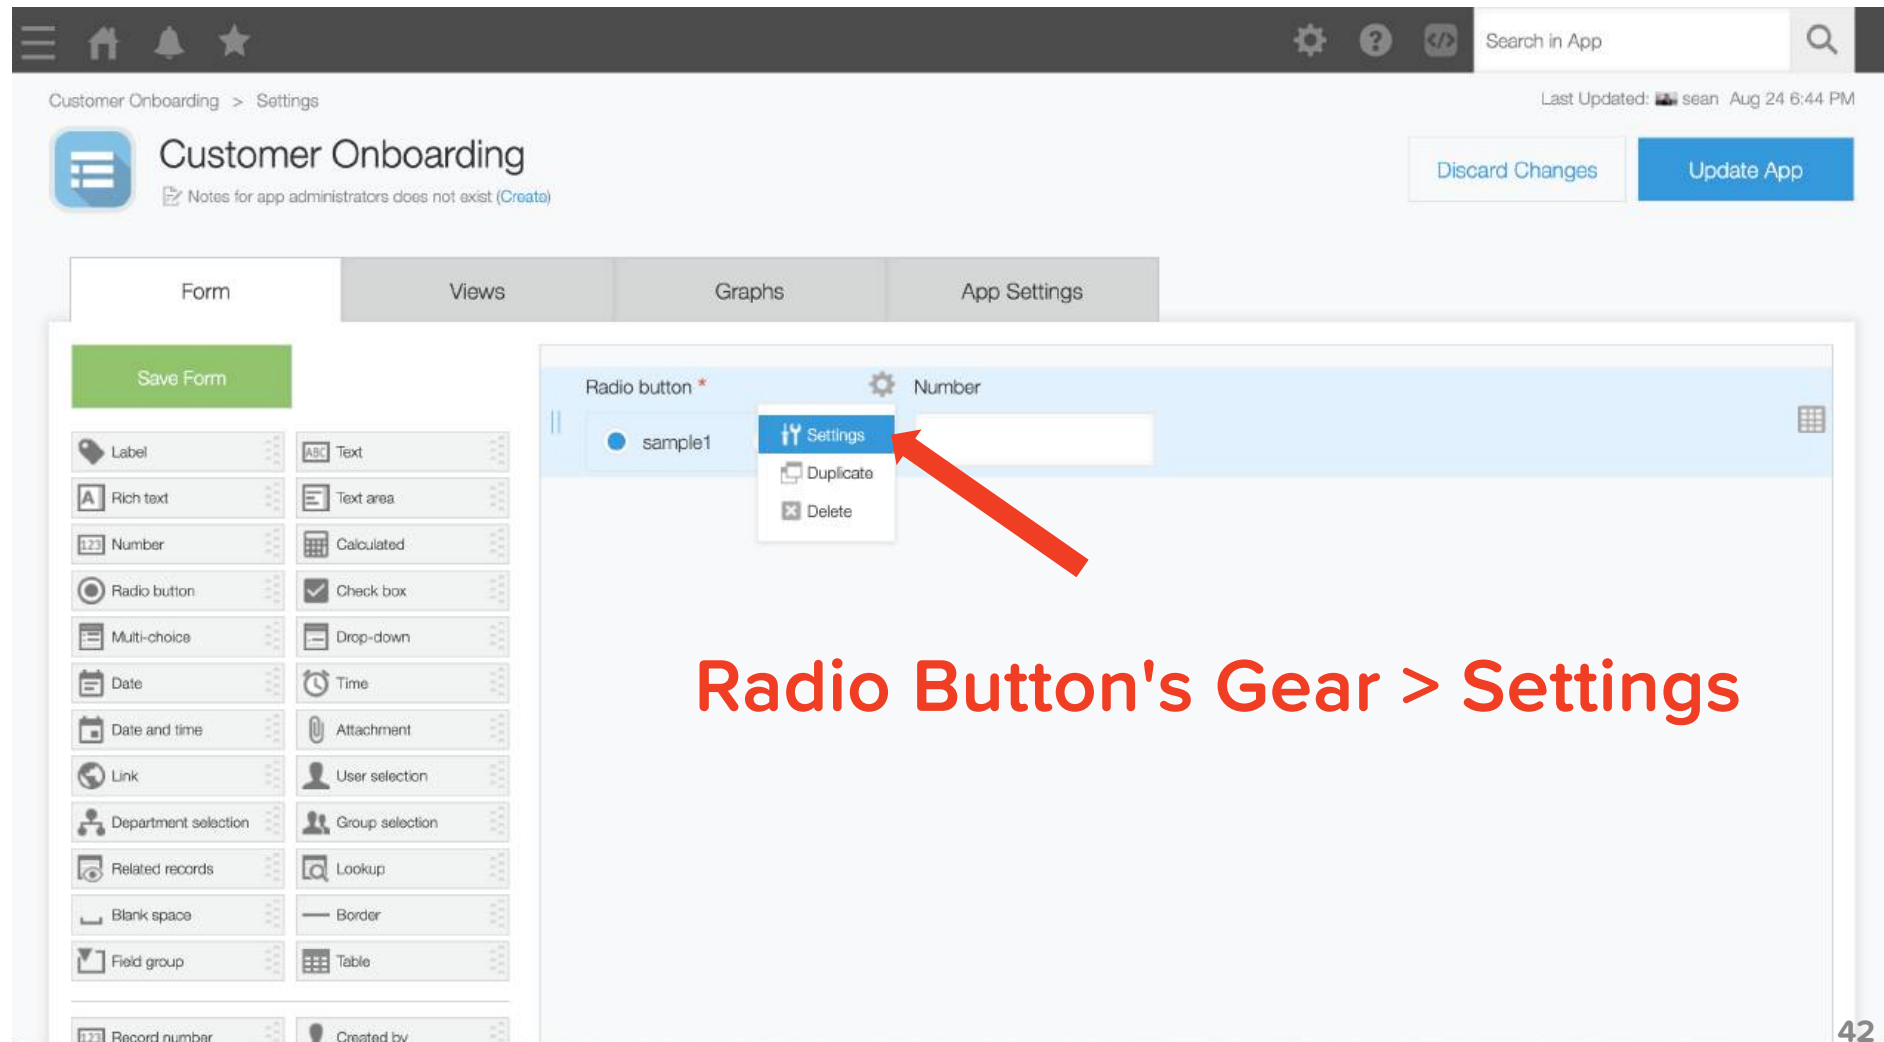 Search in App
Customer Onboarding > Settings
Last Updated: sean Aug 24 6:44 PM
Customer Onboarding
Notes for app administrators does not exist (Create)
Discard Changes
Update App
Form
Views
Graphs
App Settings
Save Form
Radio button *
Number
sample1
Settings
Duplicate
Delete
Label
ABC Text
A Rich text
Text area
123 Number
Calculated
Radio button
Check box
Multi-choice
Drop-down
Date
Time
Date and time
Attachment
Link
User selection
Department selection
Group selection
Related records
Lookup
Blank space
Border
Field group
Table
123 Record number
Created by
Radio Button's Gear > Settings
42